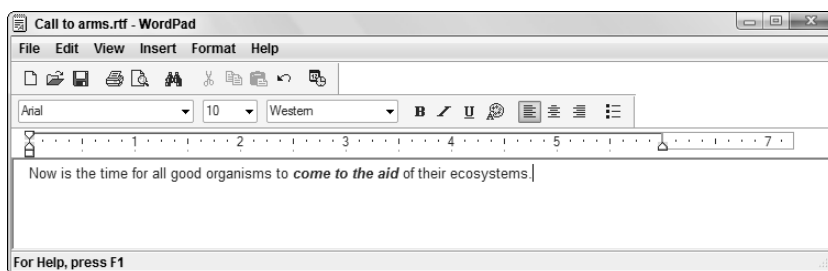 Call to arms.rtf - WordPad
File Edit View Insert Format Help
Arial 10 Western B I U
1 2 3 4 5 7
Now is the time for all good organisms to come to the aid of their ecosystems.
For Help, press F1